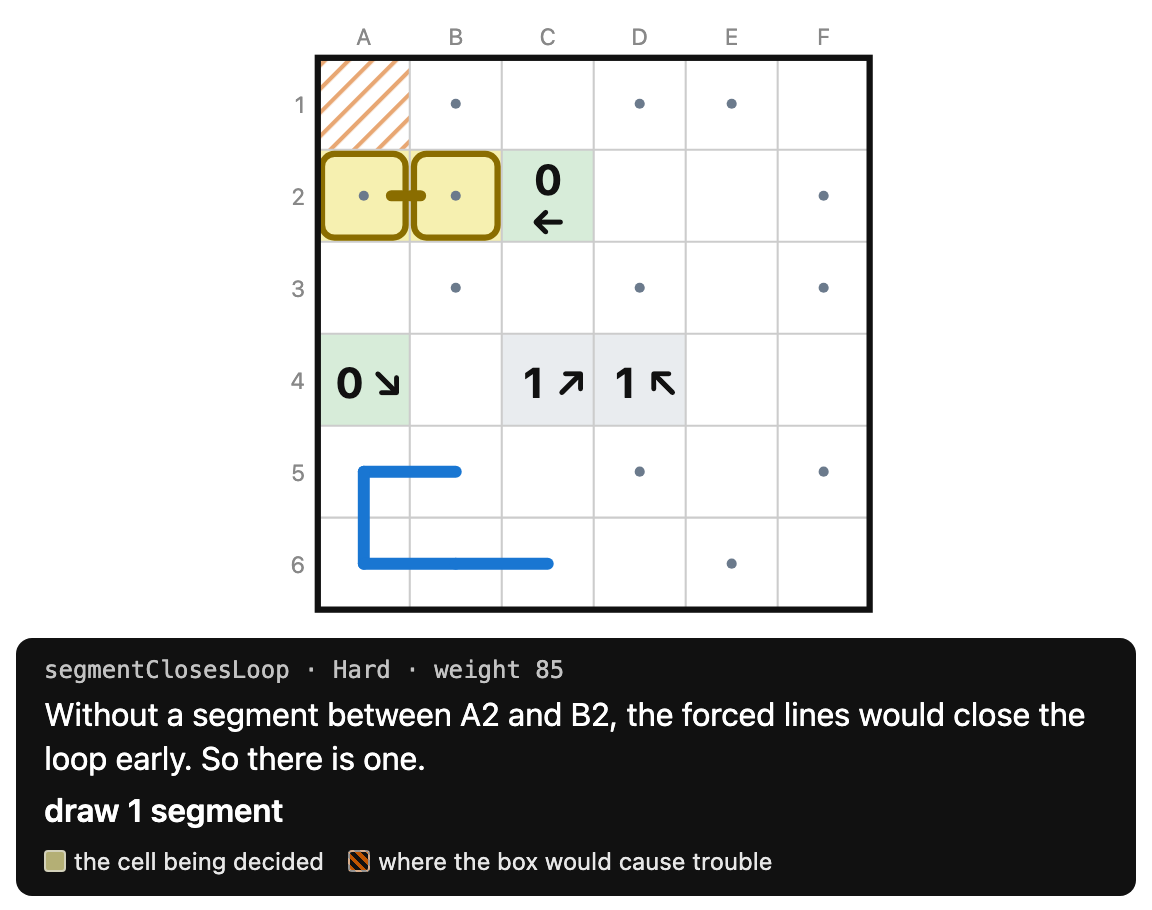 A B C D E F
1
2 0 ←
3
4 0 ↘ 1 ↗ 1 ↖
5
6
segmentClosesLoop · Hard · weight 85
Without a segment between A2 and B2, the forced lines would close the
loop early. So there is one.
draw 1 segment
the cell being decided where the box would cause trouble